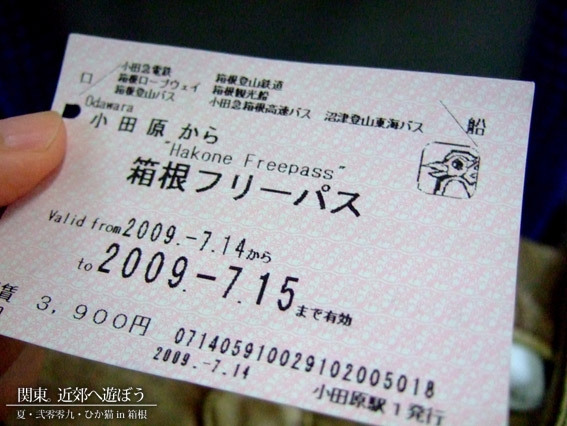 小田急電鉄 箱根登山鉄道
箱根ロープウェイ 箱根観光船
箱根登山バス 小田急箱根高速バス 沼津登山東海バス
口 船
Odawara
小田原から
"Hakone Freepass"
箱根フリーパス
Valid from 2009.-7.14から
to 2009.-7.15まで有効
賃 3,900円
071405910029102005018
2009.-7.14
小田原駅1発行
関東。近郊へ遊ぼう
夏・弐零零九・ひか猫 in 箱根